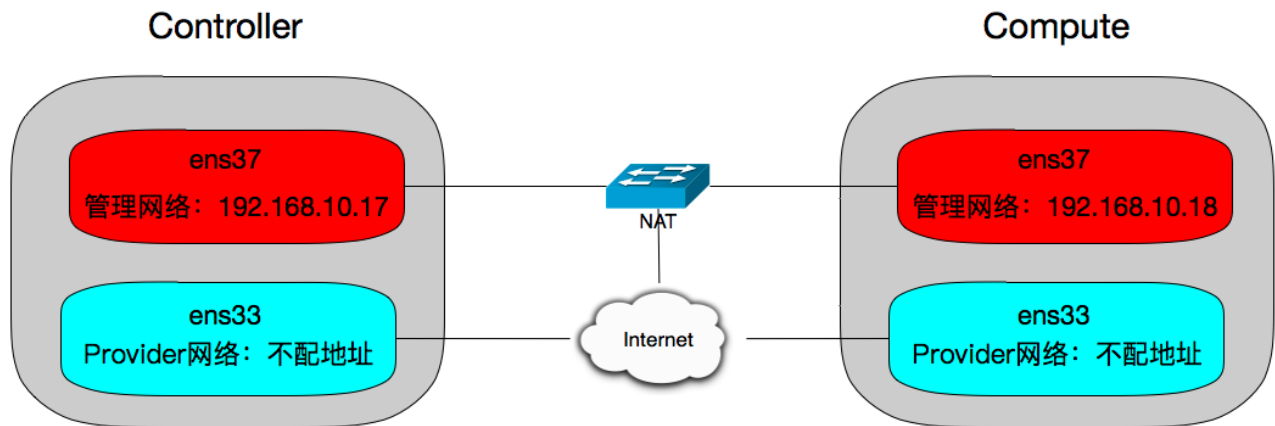 Controller
Compute
ens37
管理网络：192.168.10.17
ens37
管理网络：192.168.10.18
NAT
ens33
Provider网络：不配地址
Internet
ens33
Provider网络：不配地址